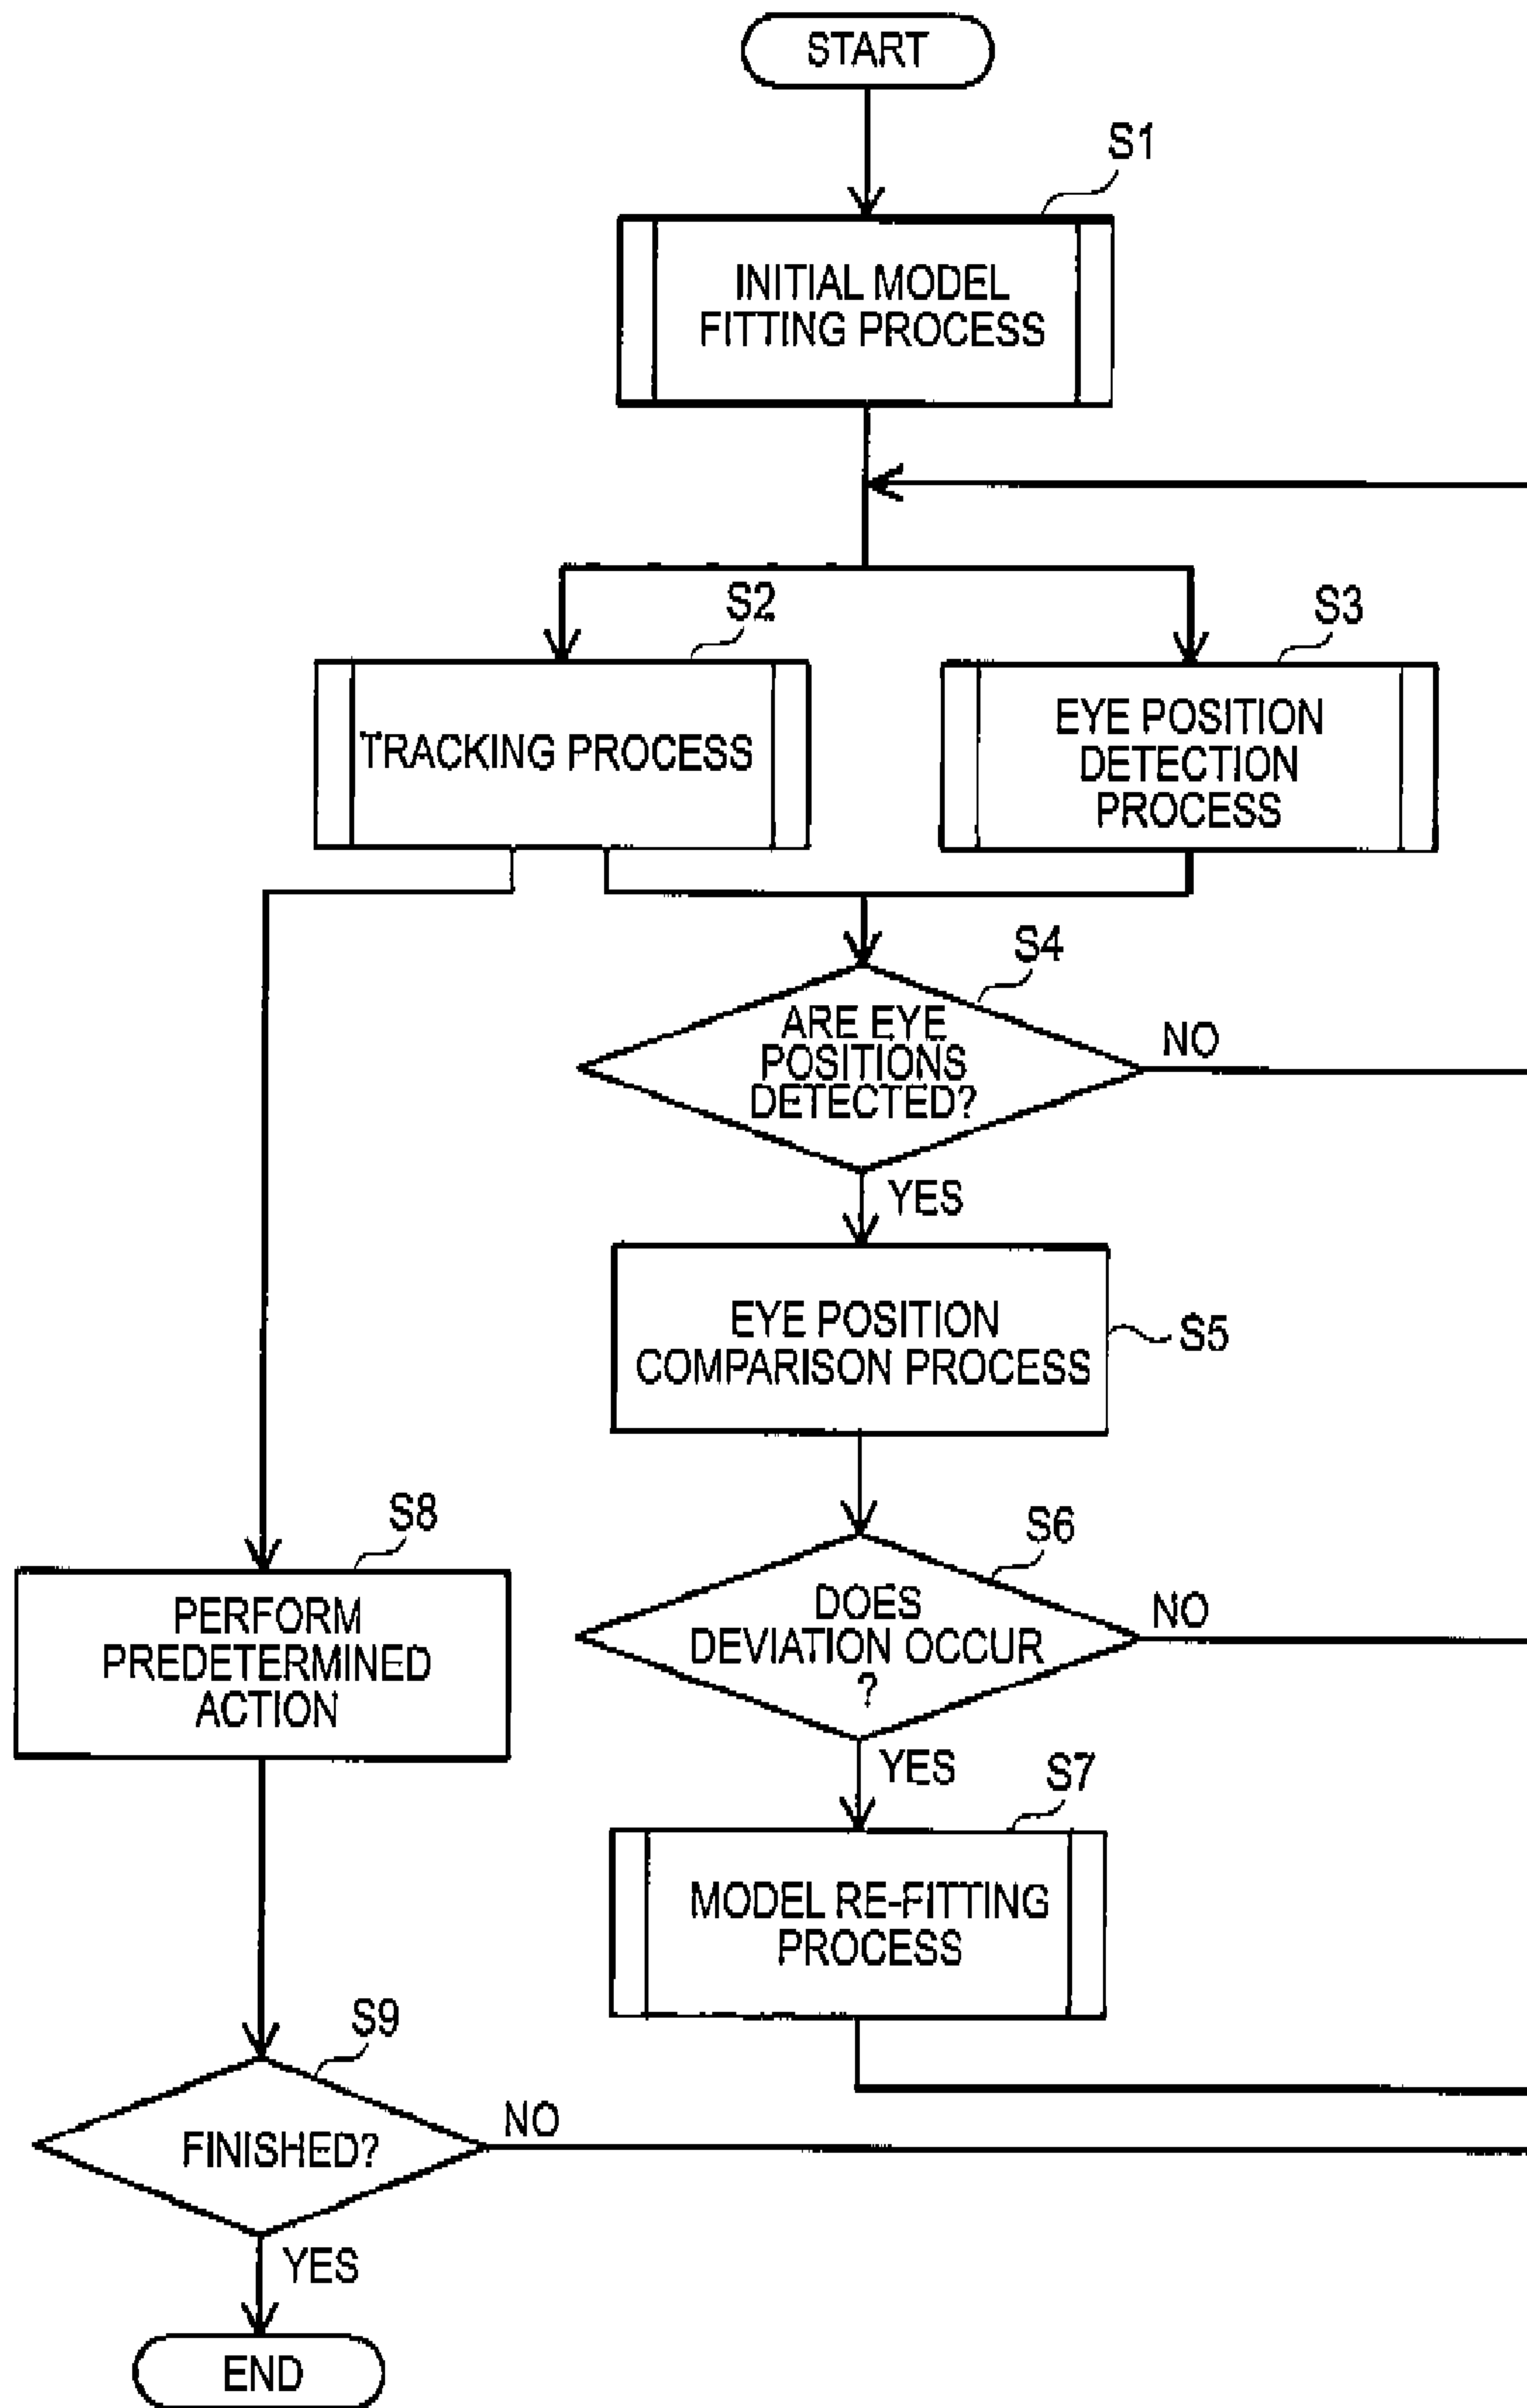 START
S1
INITIAL MODEL
FITTING PROCESS
S2
S3
TRACKING PROCESS
EYE POSITION
DETECTION
PROCESS
S4
ARE EYE
POSITIONS
DETECTED?
NO
YES
EYE POSITION
COMPARISON PROCESS
S5
S8
PERFORM
PREDETERMINED
ACTION
S6
DOES
DEVIATION OCCUR
?
NO
YES
S7
MODEL RE-FITTING
PROCESS
S9
FINISHED?
NO
YES
END